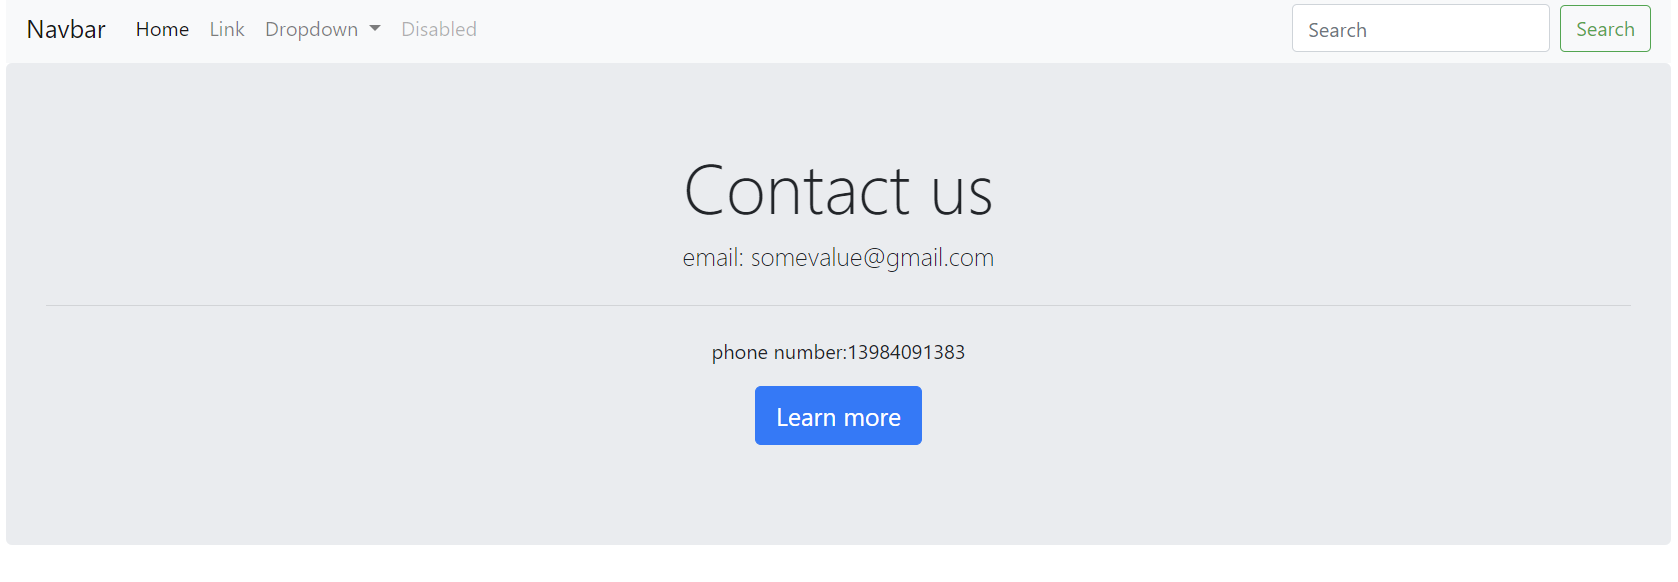 Navbar Home Link Dropdown Disabled Search Search
Contact us
email: somevalue@gmail.com
phone number:13984091383
Learn more